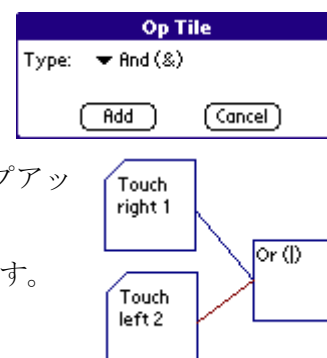 Op Tile
Type: ▼ And (&)
Add Cancel
プアッ
す。
Touch
right 1
Or (|)
Touch
left 2